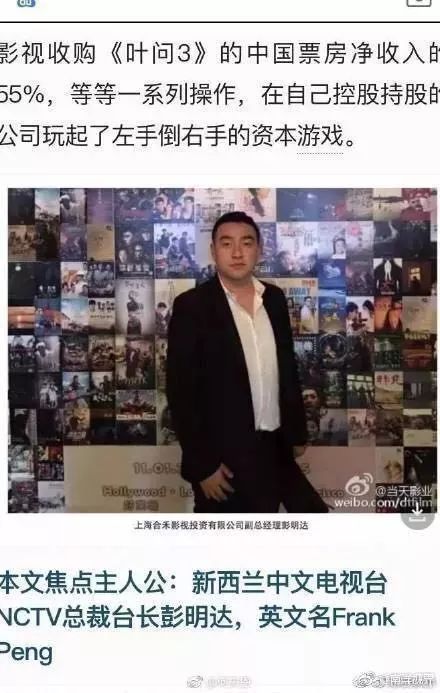 影视收购《叶问3》的中国票房净收入的
55%，等等一系列操作，在自己控股持股的
公司玩起了左手倒右手的资本游戏。
AWAY
11.01.
Hollywood
@当天影业
weibo.com/dtfilm
上海合禾影视投资有限公司副总经理彭明达
本文焦点主人公：新西兰中文电视台
NCTV总裁台长彭明达，英文名Frank
Peng